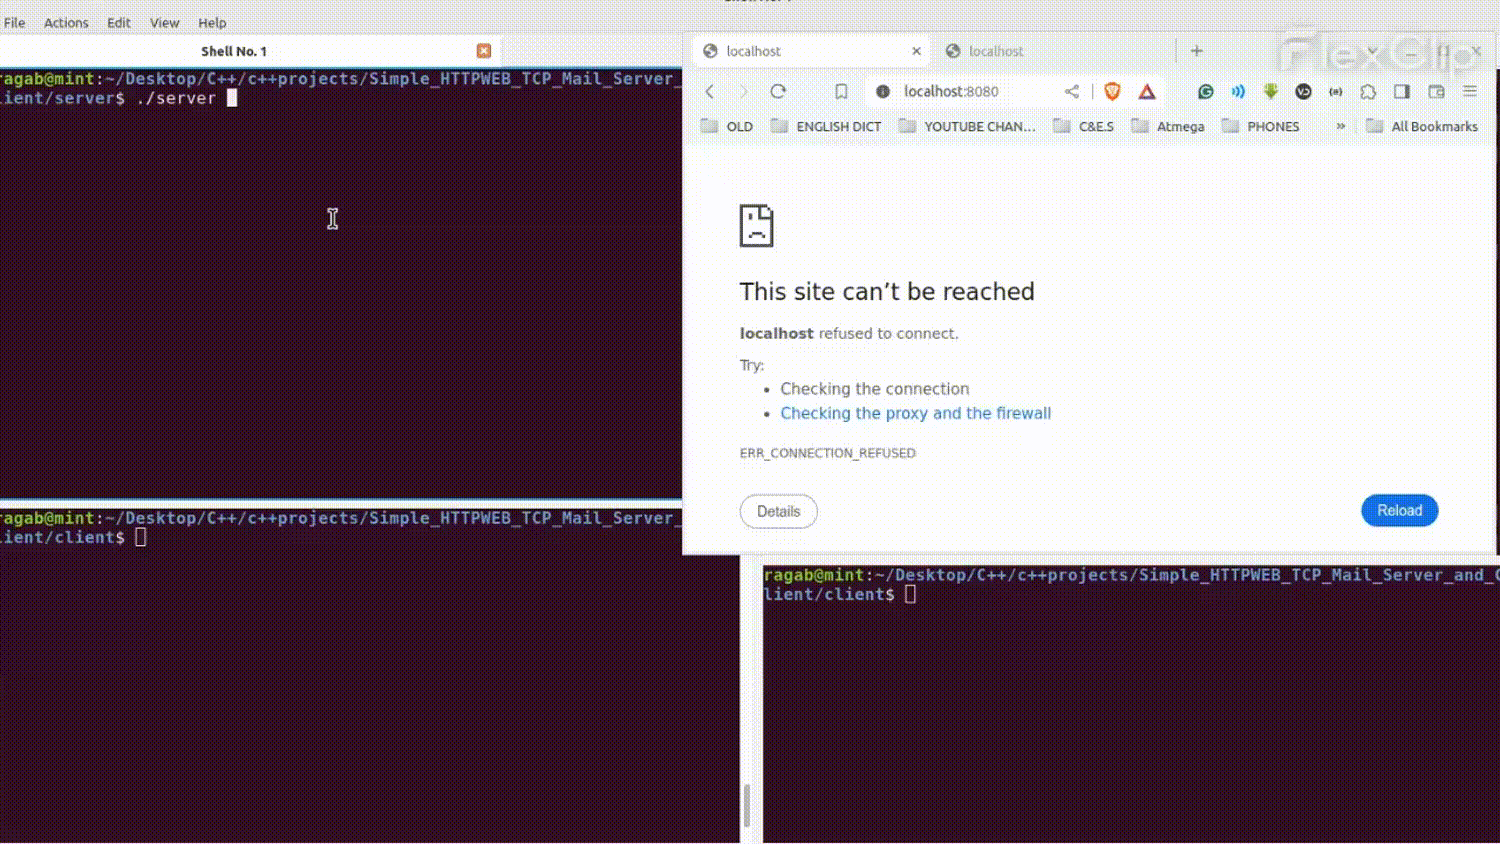 File Actions Edit View Help
Shell No. 1
ragab@mint:~/Desktop/C++/c++projects/Simple_HTTPWEB_TCP_Mail_Server_
lient/server$ ./server
FlexClip
localhost
localhost
localhost:8080
OLD ENGLISH DICT YOUTUBE CHAN... C&E.S Atmega PHONES » All Bookmarks
This site can’t be reached
localhost refused to connect.
Try:
• Checking the connection
• Checking the proxy and the firewall
ERR_CONNECTION_REFUSED
Details
Reload
ragab@mint:~/Desktop/C++/c++projects/Simple_HTTPWEB_TCP_Mail_Server_
lient/client$
ragab@mint:~/Desktop/C++/c++projects/Simple_HTTPWEB_TCP_Mail_Server_and_C
lient/client$